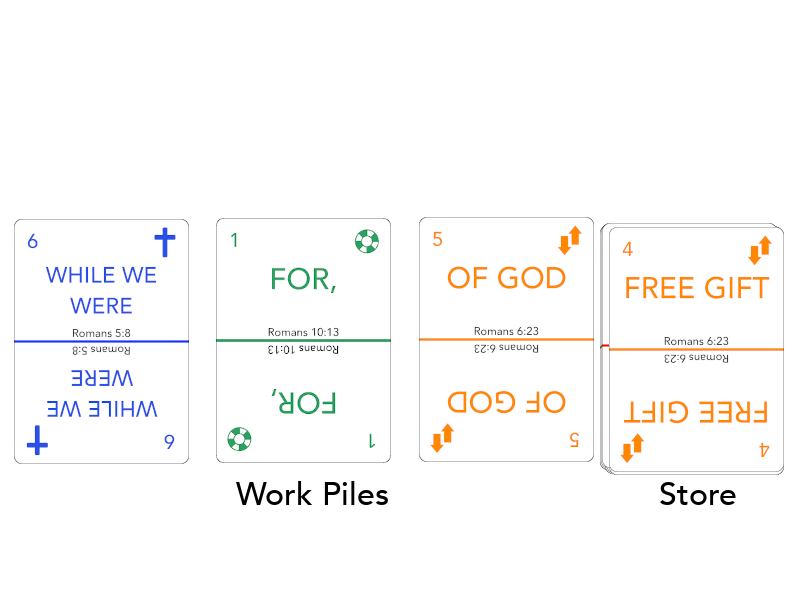 6
WHILE WE
WERE
Romans 5:8
Romans 5:8
WHILE WE
WERE
6
1
FOR,
Romans 10:13
Romans 10:13
FOR,
1
5
OF GOD
Romans 6:23
Romans 6:23
OF GOD
5
4
FREE GIFT
Romans 6:23
Romans 6:23
FREE GIFT
4
Work Piles
Store